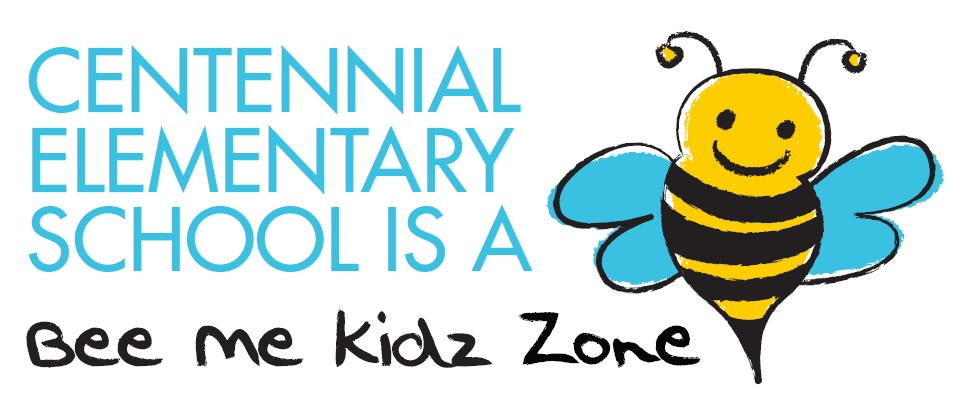 CENTENNIAL
ELEMENTARY
SCHOOL IS A
Bee Me Kidz Zone